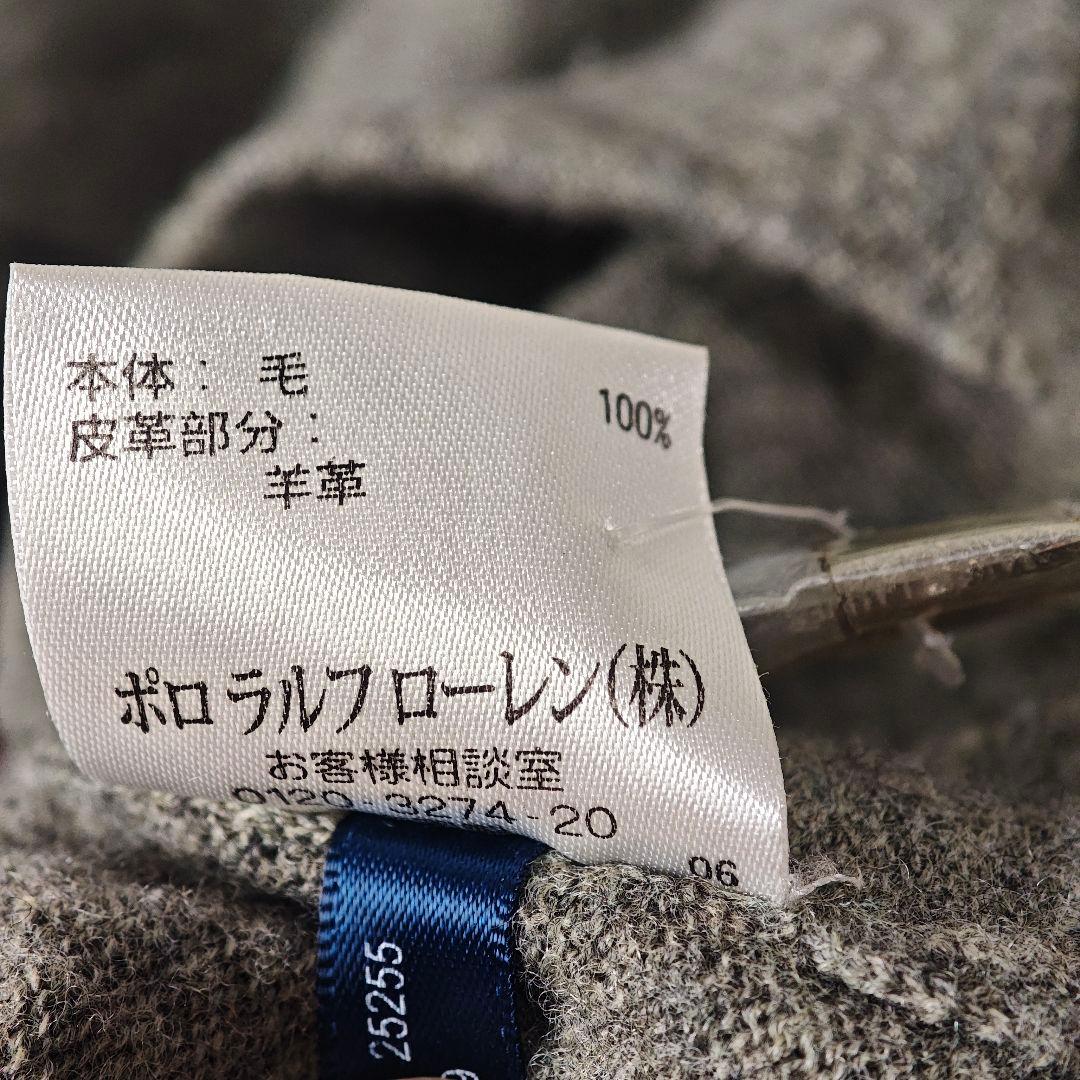 本体： 毛 100%
皮革部分：
羊革
ポロ ラルフ ローレン(株)
お客様相談室
0120-3274-20
06
25255